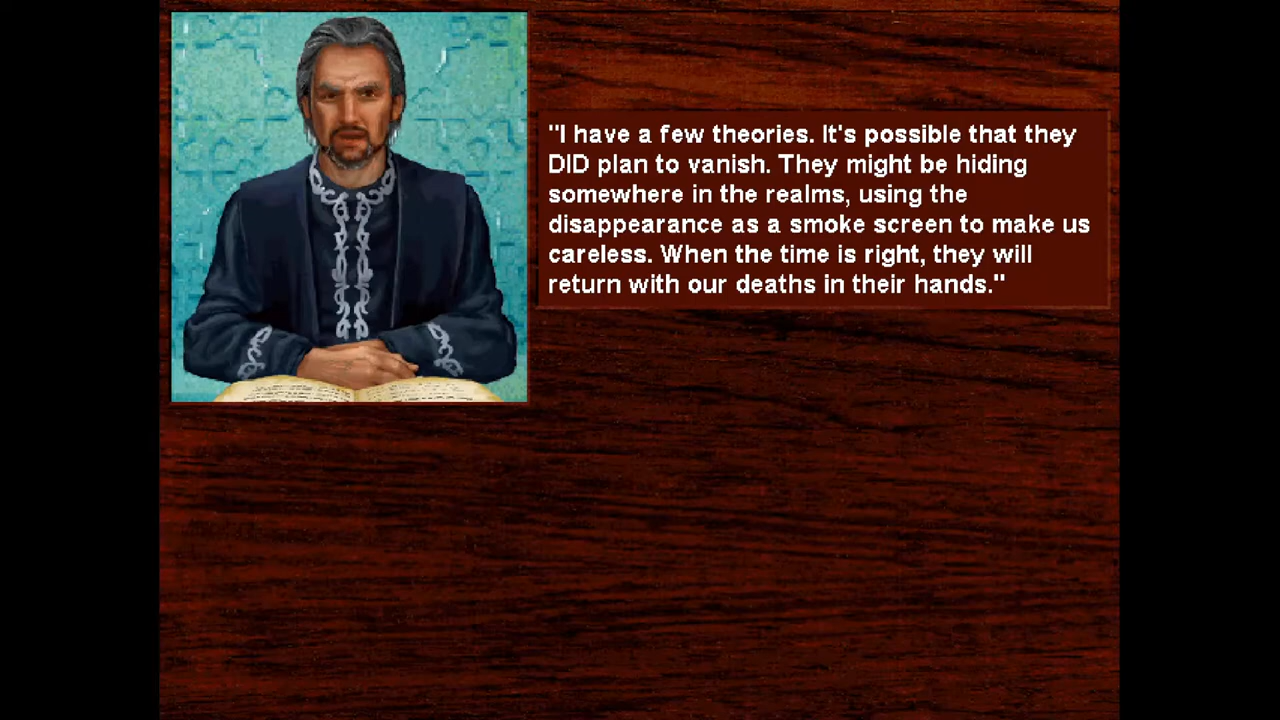 "I have a few theories. It's possible that they
DID plan to vanish. They might be hiding
somewhere in the realms, using the
disappearance as a smoke screen to make us
careless. When the time is right, they will
return with our deaths in their hands."